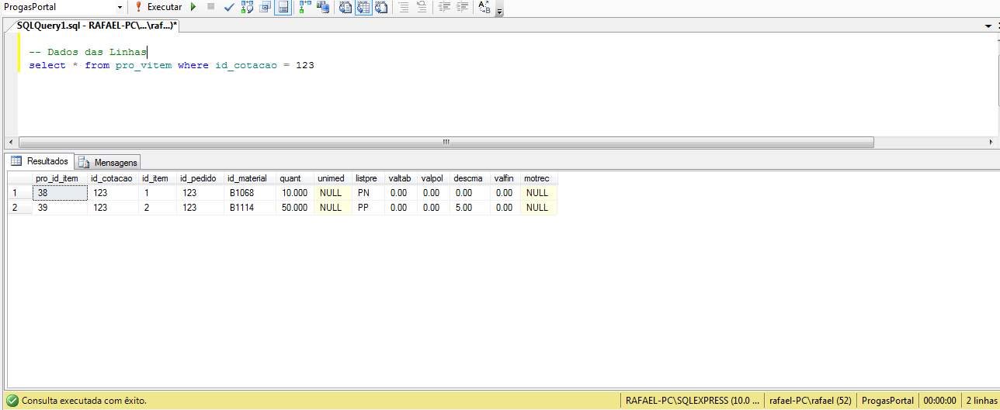 ProgasPortal Executar
SQLQuery1.sql - RAFAEL-PC\...\raf...)*
-- Dados das Linhas
select * from pro_vitem where id_cotacao = 123
Resultados Mensagens
pro_id_item id_cotacao id_item id_pedido id_material quant unimed listpre valtab valpol descma valfin motrec
1 38 123 1 123 B1068 10.000 NULL PN 0.00 0.00 0.00 0.00 NULL
2 39 123 2 123 B1114 50.000 NULL PP 0.00 0.00 5.00 0.00 NULL
Consulta executada com êxito. RAFAEL-PC\SQLEXPRESS (10.0 ... rafael-PC\rafael (52) ProgasPortal 00:00:00 2 linhas